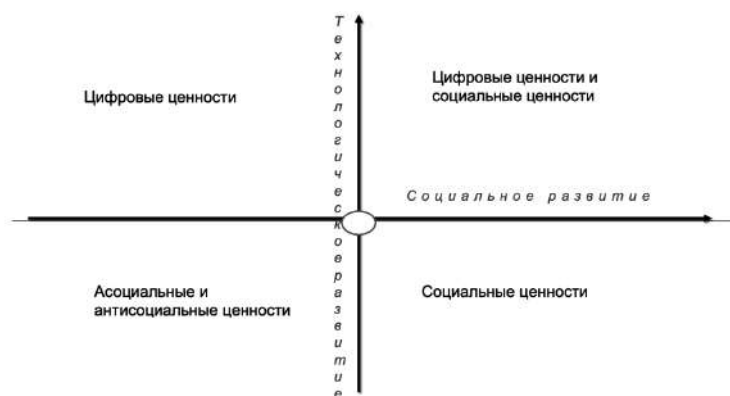 Технологическое развитие
Цифровые ценности
Цифровые ценности и
социальные ценности
Социальное развитие
Асоциальные и
антисоциальные ценности
Социальные ценности